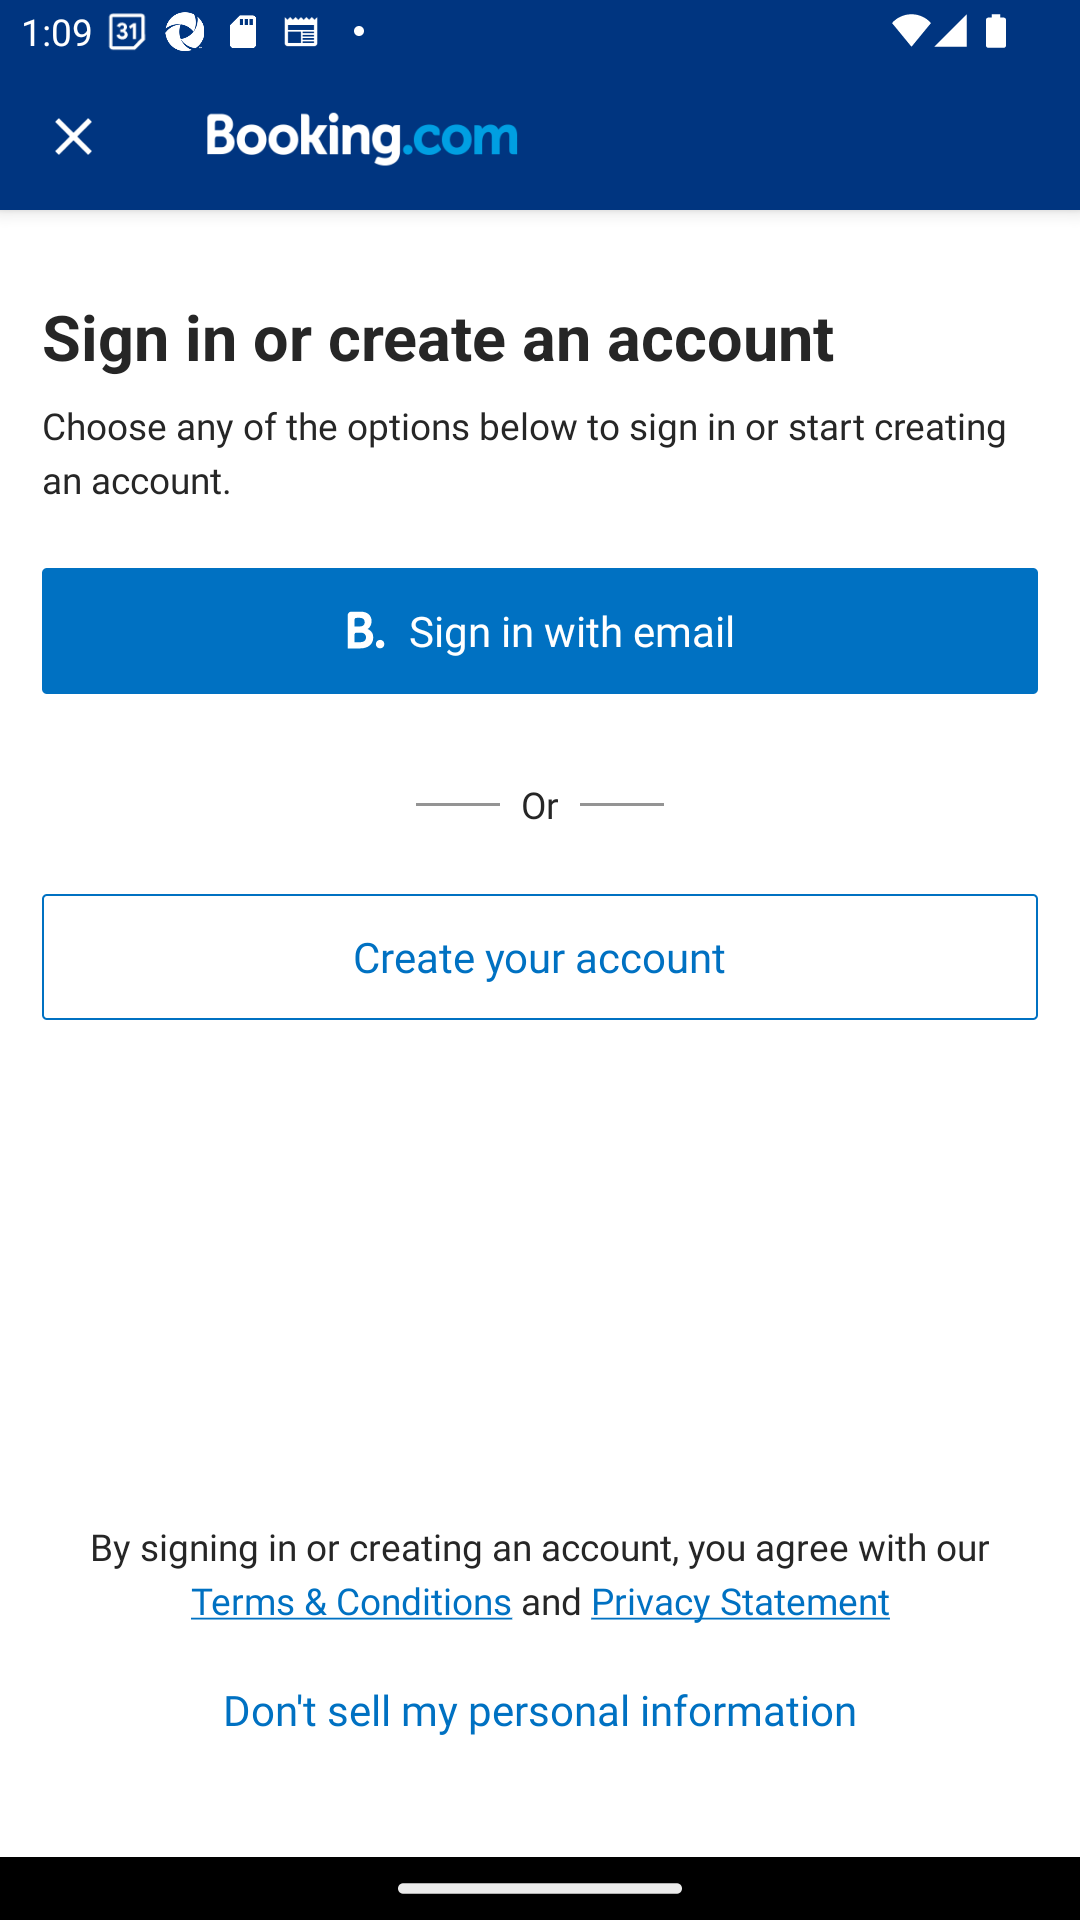 1:09
31
Booking.com
Sign in or create an account
Choose any of the options below to sign in or start creating
an account.
B. Sign in with email
Or
Create your account
By signing in or creating an account, you agree with our
Terms & Conditions and Privacy Statement
Don't sell my personal information